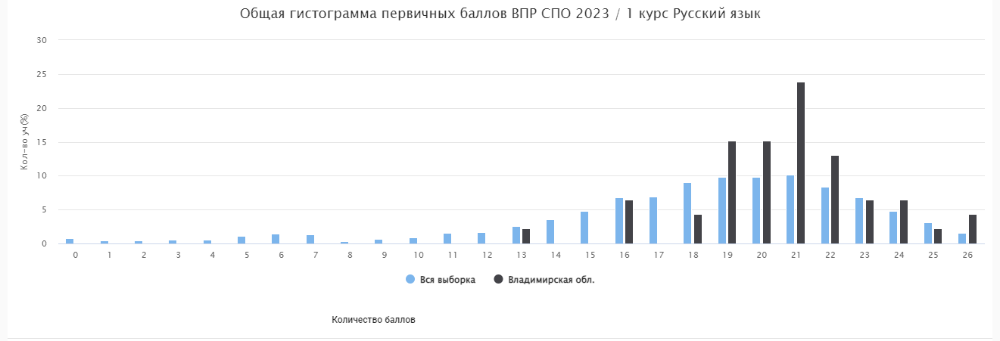 Общая гистограмма первичных баллов ВПР СПО 2023 / 1 курс Русский язык
30
25
20
15
10
5
0
Кол-во уч(%)
0 1 2 3 4 5 6 7 8 9 10 11 12 13 14 15 16 17 18 19 20 21 22 23 24 25 26
Вся выборка Владимирская обл.
Количество баллов